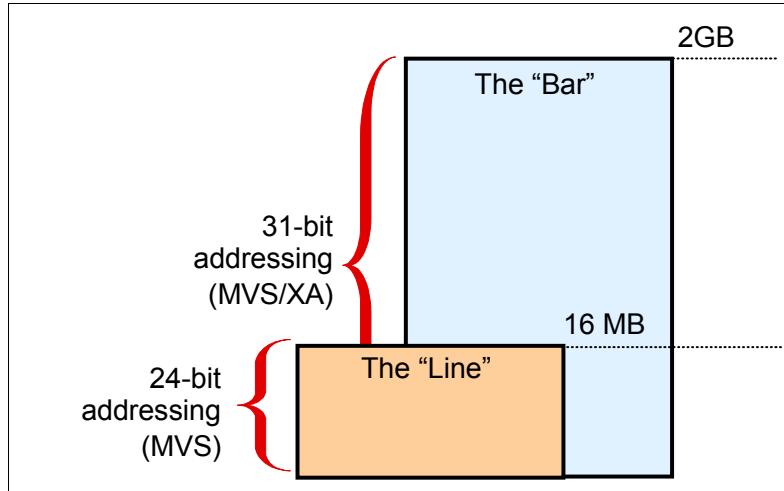 2GB
The “Bar”
31-bit
addressing
(MVS/XA)
16 MB
The “Line”
24-bit
addressing
(MVS)